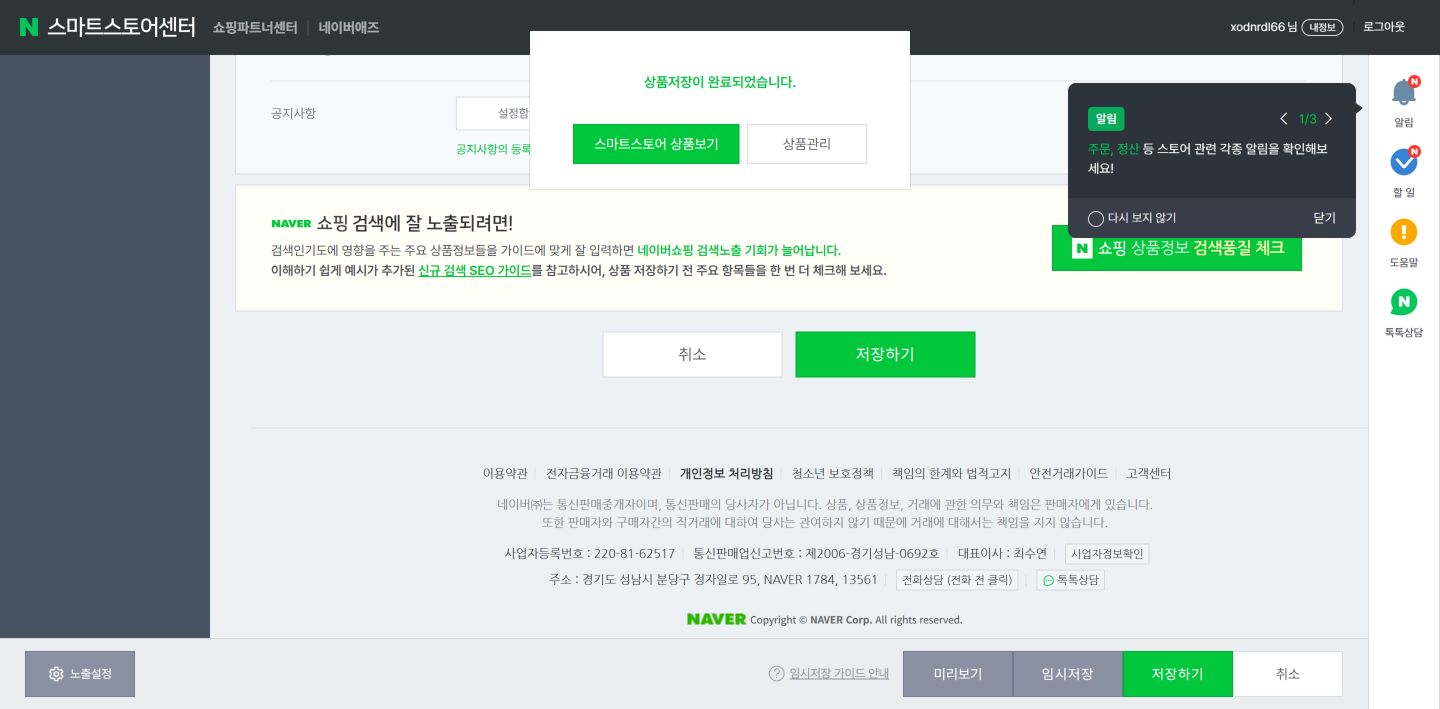 N 스마트스토어센터 쇼핑파트너센터 네이버애즈 xodnrdl66 님 내정보 로그아웃
상품저장이 완료되었습니다.
스마트스토어 상품보기 상품관리
공지사항 설정함
공지사항의 등록
알림 1/3
주문, 정산 등 스토어 관련 각종 알림을 확인해보
세요!
다시 보지 않기 닫기
N
알림
N
할 일
도움말
N
톡톡상담
NAVER 쇼핑 검색에 잘 노출되려면!
검색인기도에 영향을 주는 주요 상품정보들을 가이드에 맞게 잘 입력하면 네이버쇼핑 검색노출 기회가 늘어납니다.
이해하기 쉽게 예시가 추가된 신규 검색 SEO 가이드를 참고하시어, 상품 저장하기 전 주요 항목들을 한 번 더 체크해 보세요.
N 쇼핑 상품정보 검색품질 체크
취소 저장하기
이용약관 전자금융거래 이용약관 개인정보 처리방침 청소년 보호정책 책임의 한계와 법적고지 안전거래가이드 고객센터
네이버㈜는 통신판매중개자이며, 통신판매의 당사자가 아닙니다. 상품, 상품정보, 거래에 관한 의무와 책임은 판매자에게 있습니다.
또한 판매자와 구매자간의 직거래에 대하여 당사는 관여하지 않기 때문에 거래에 대해서는 책임을 지지 않습니다.
사업자등록번호 : 220-81-62517 통신판매업신고번호 : 제2006-경기성남-0692호 대표이사 : 최수연 사업자정보확인
주소 : 경기도 성남시 분당구 정자일로 95, NAVER 1784, 13561 전화상담 (전화 전 클릭) 톡톡상담
NAVER Copyright © NAVER Corp. All rights reserved.
노출설정 ? 임시저장 가이드 안내 미리보기 임시저장 저장하기 취소